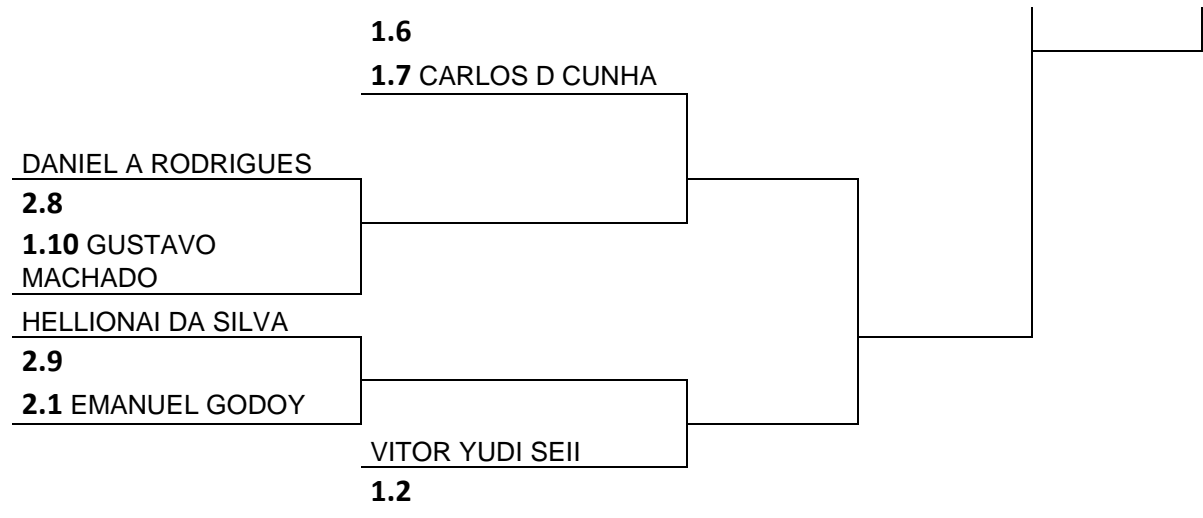 1.6
1.7 CARLOS D CUNHA
DANIEL A RODRIGUES
2.8
1.10 GUSTAVO
MACHADO
HELLIONAI DA SILVA
2.9
2.1 EMANUEL GODOY
VITOR YUDI SEII
1.2